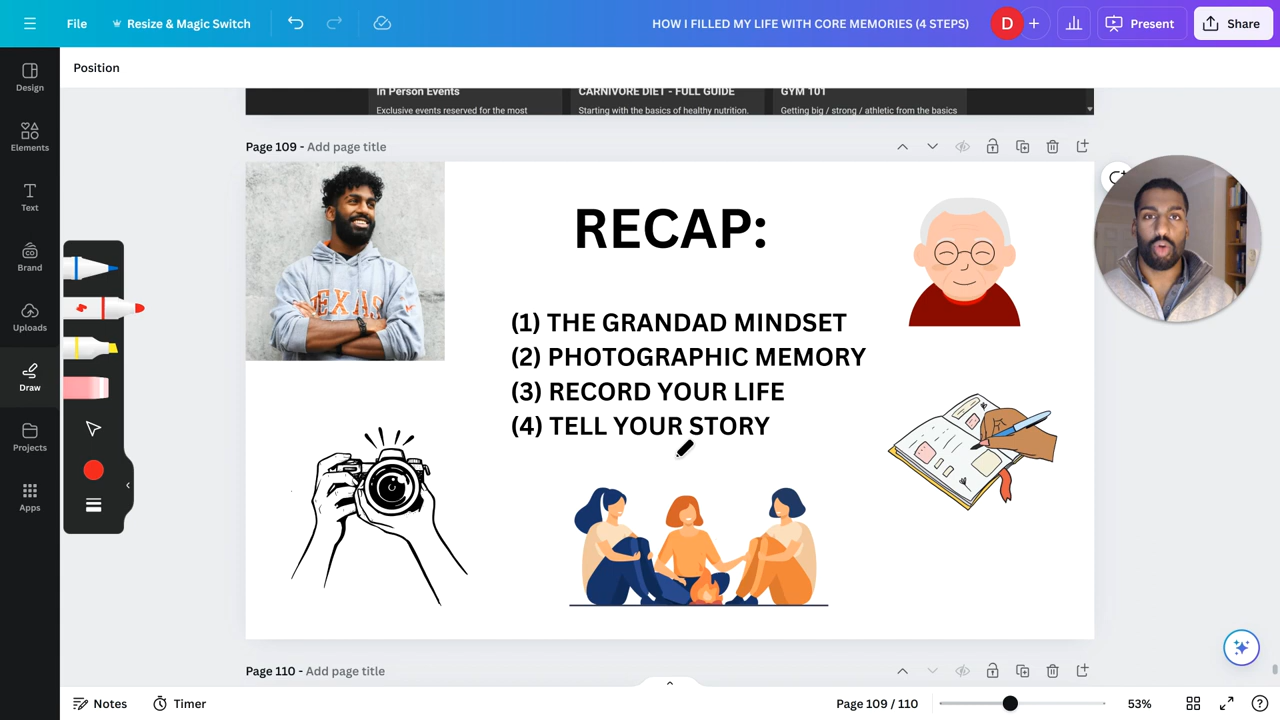 File
Resize & Magic Switch
HOW I FILLED MY LIFE WITH CORE MEMORIES (4 STEPS)
D
Present
Share
Position
Design
Elements
Text
Brand
Uploads
Draw
Projects
Apps
In Person Events
Exclusive events reserved for the most
CARNIVORE DIET - FULL GUIDE
Starting with the basics of healthy nutrition.
GYM 101
Getting big / strong / athletic from the basics
Page 109 - Add page title
TEXAS
RECAP:
(1) THE GRANDAD MINDSET
(2) PHOTOGRAPHIC MEMORY
(3) RECORD YOUR LIFE
(4) TELL YOUR STORY
Page 110 - Add page title
Notes
Timer
Page 109 / 110
53%